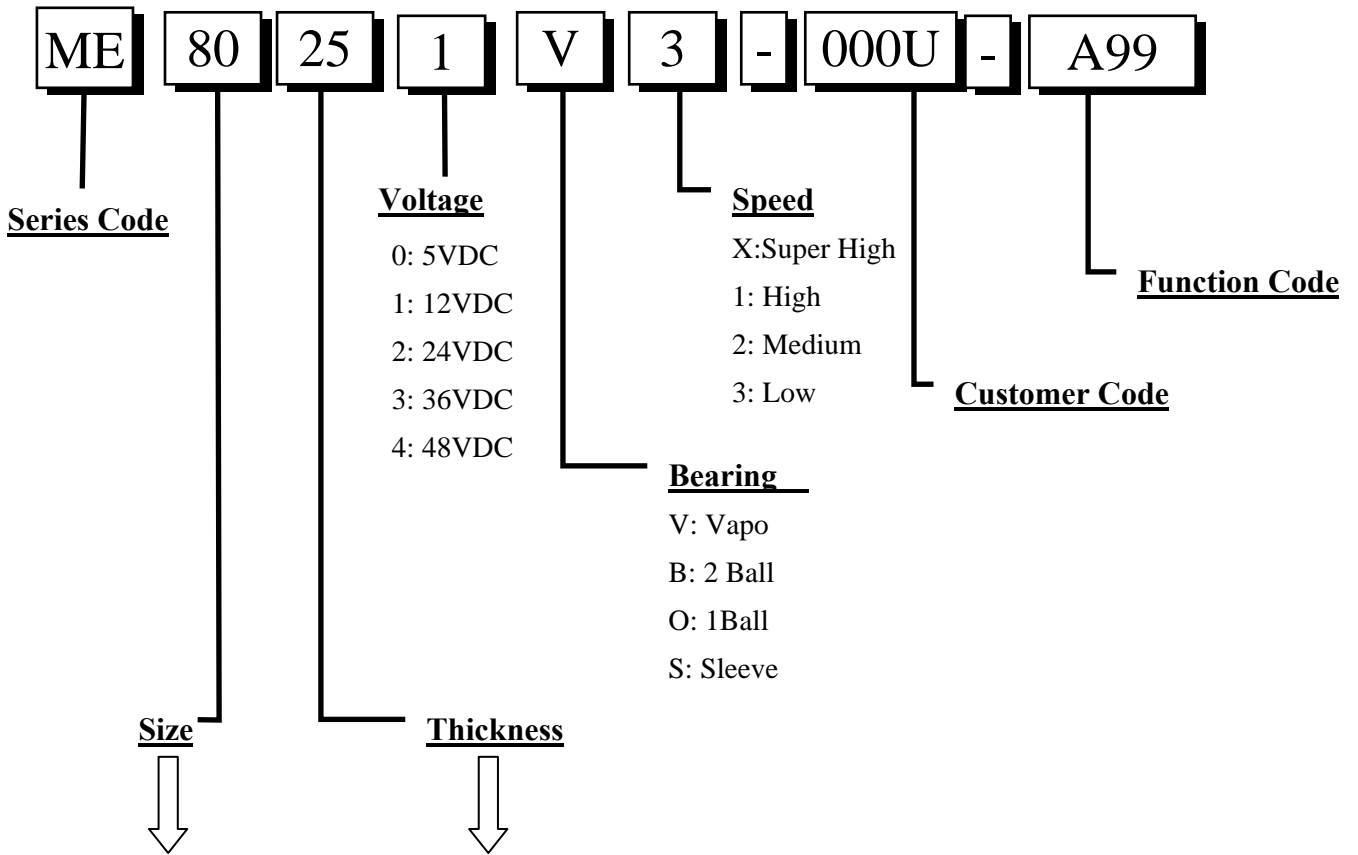 ME 80 25 1 V 3 - 000U - A99
Series Code
Voltage
0: 5VDC
1: 12VDC
2: 24VDC
3: 36VDC
4: 48VDC
Speed
X:Super High
1: High
2: Medium
3: Low
Function Code
Customer Code
Bearing
V: Vapo
B: 2 Ball
O: 1Ball
S: Sleeve
Size
Thickness